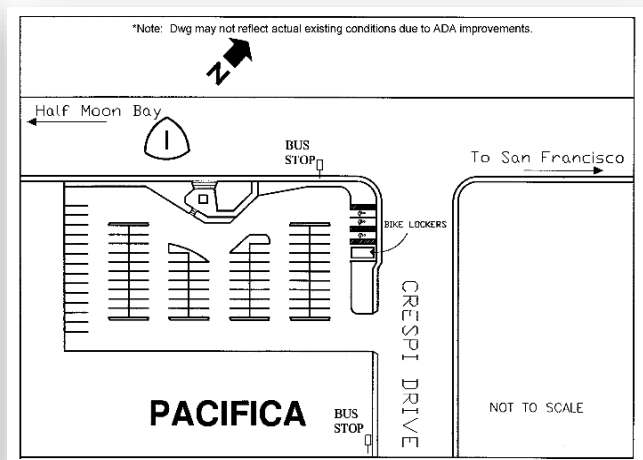 *Note: Dwg may not reflect actual existing conditions due to ADA improvements.
N
Half Moon Bay
1
BUS
STOP
To San Francisco
BIKE LOCKERS
CRESPI DRIVE
PACIFICA
BUS
STOP
NOT TO SCALE